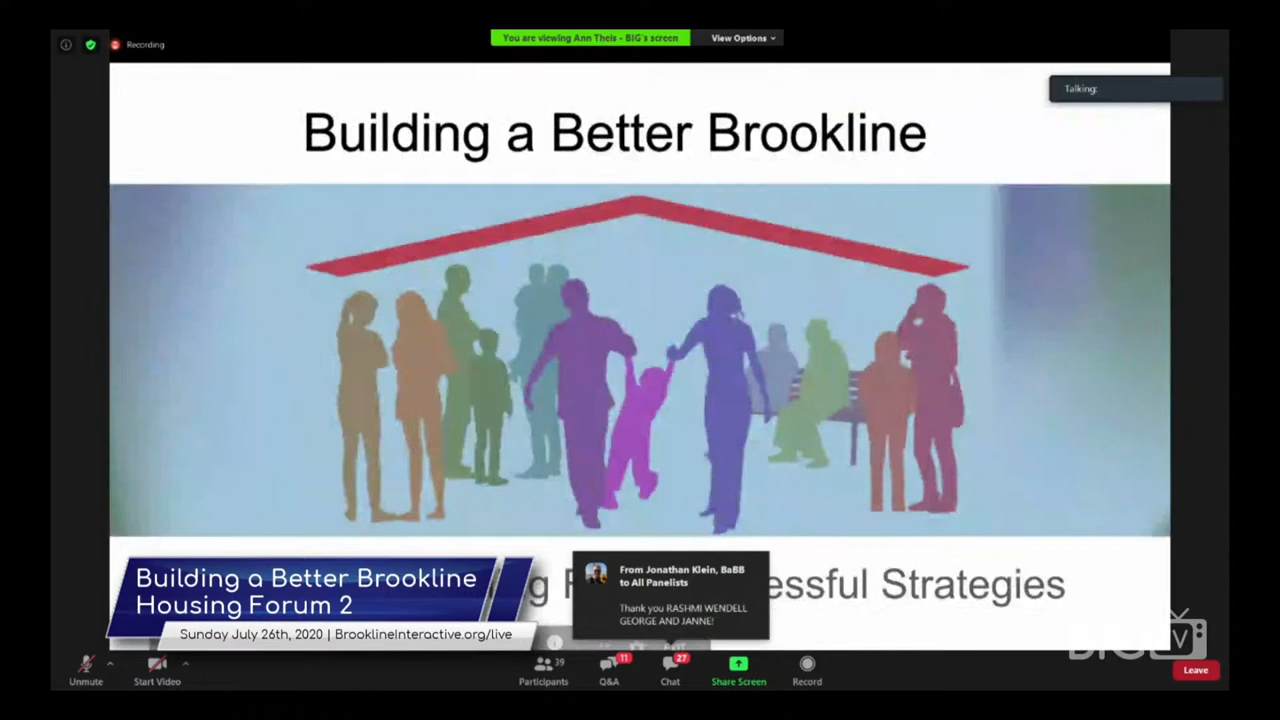 Recording
You are viewing Ann Theis - BIG's screen
View Options
Talking:
Building a Better Brookline
essful Strategies
Building a Better Brookline
Housing Forum 2
Sunday July 26th, 2020 | BrooklineInteractive.org/live
From Jonathan Klein, BaBB
to All Panelists
Thank you RASHMI WENDELL
GEORGE AND JANNE!
BIG TV
39
11
27
Unmute
Start Video
Participants
Q&A
Chat
Share Screen
Record
Leave